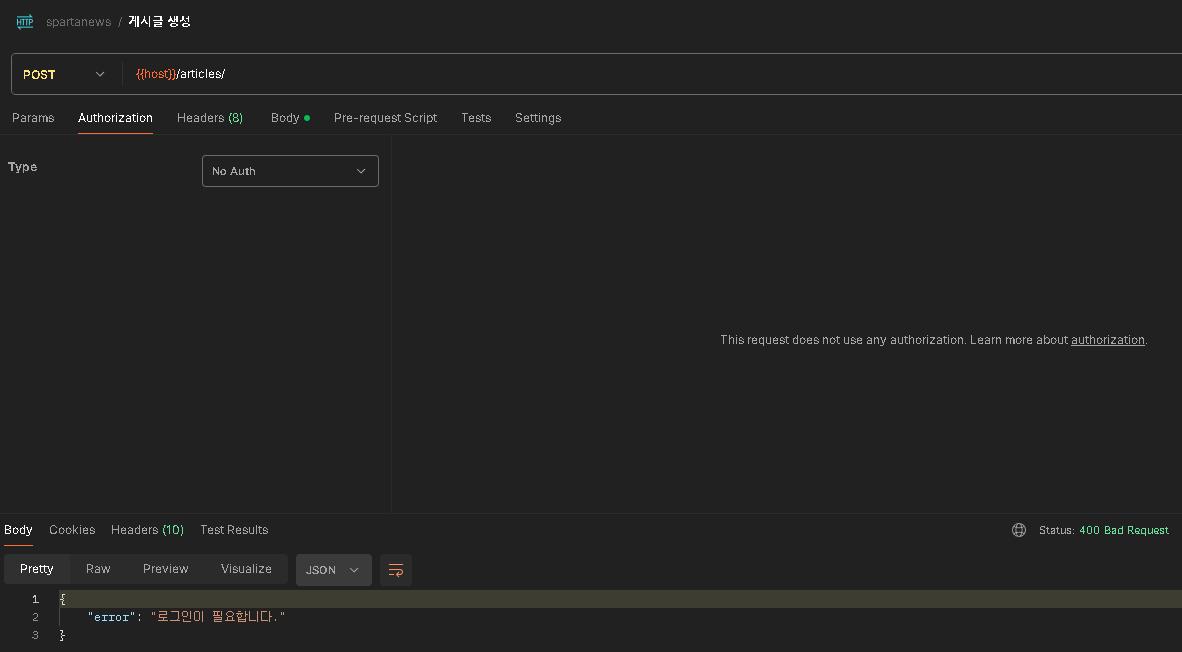 HTTP spartanews / 게시글 생성
POST {{host}}/articles/
Params Authorization Headers (8) Body Pre-request Script Tests Settings
Type No Auth
This request does not use any authorization. Learn more about authorization.
Body Cookies Headers (10) Test Results Status: 400 Bad Request
Pretty Raw Preview Visualize JSON
1 {
2 "error": "로그인이 필요합니다."
3 }